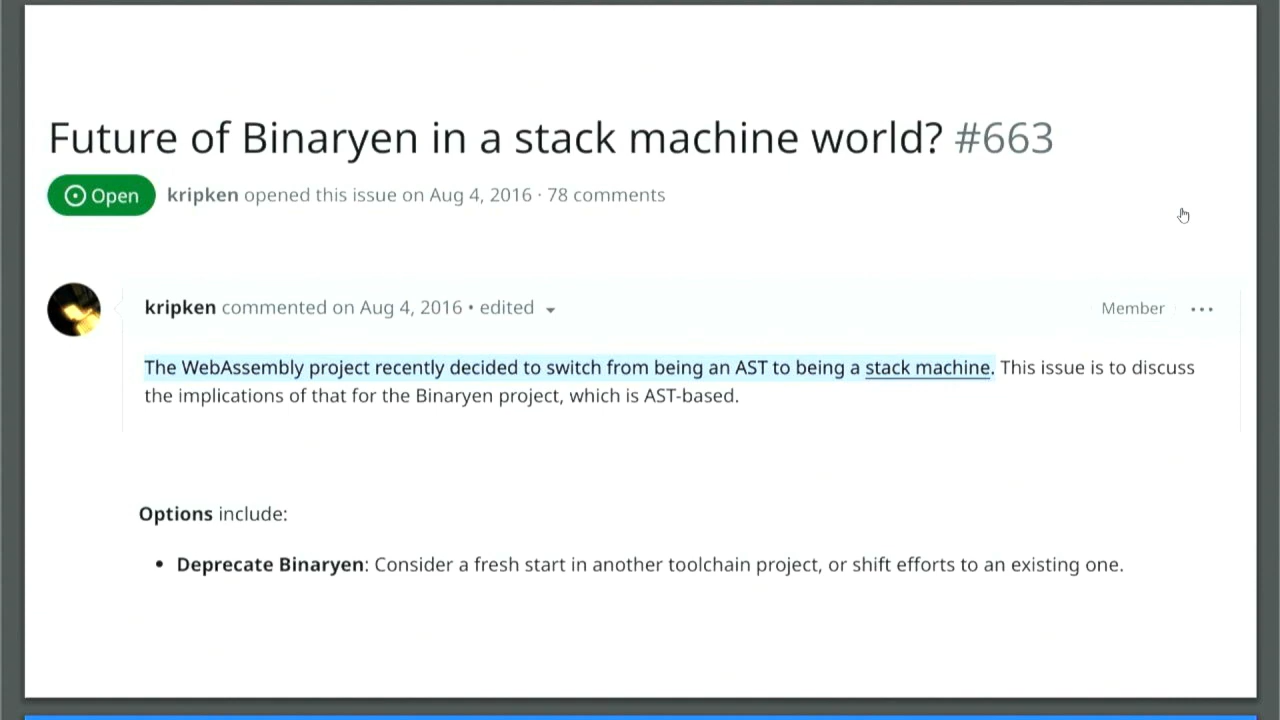 Future of Binaryen in a stack machine world? #663
Open kripken opened this issue on Aug 4, 2016 · 78 comments
kripken commented on Aug 4, 2016 • edited
Member
The WebAssembly project recently decided to switch from being an AST to being a stack machine. This issue is to discuss
the implications of that for the Binaryen project, which is AST-based.
Options include:
• Deprecate Binaryen: Consider a fresh start in another toolchain project, or shift efforts to an existing one.